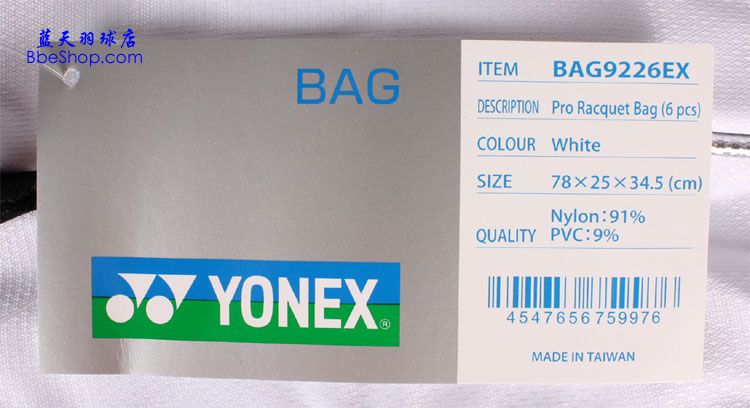 蓝天羽球店
BbeShop.com
BAG
YONEX®
ITEM BAG9226EX
DESCRIPTION Pro Racquet Bag (6 pcs)
COLOUR White
SIZE 78×25×34.5 (cm)
QUALITY Nylon:91%
PVC:9%
4547656759976
MADE IN TAIWAN